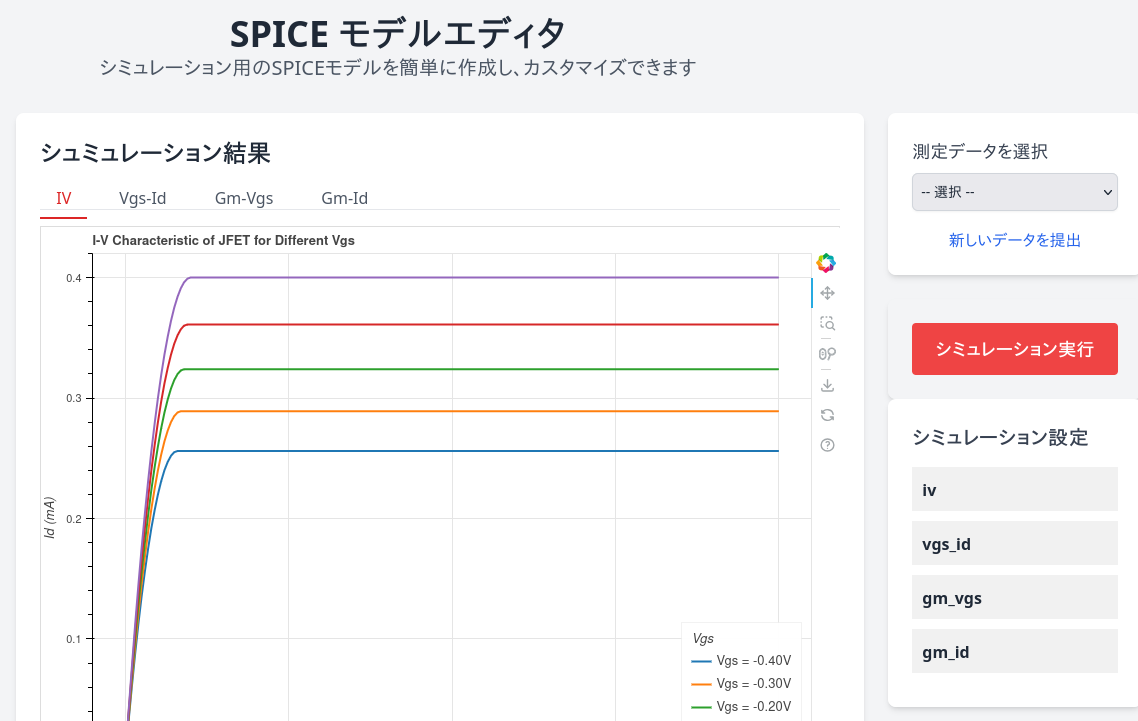 SPICE モデルエディタ
シミュレーション用のSPICEモデルを簡単に作成し、カスタマイズできます
シュミュレーション結果
IV
Vgs-Id
Gm-Vgs
Gm-Id
I-V Characteristic of JFET for Different Vgs
0.4
0.3
0.2
0.1
Id (mA)
Vgs
Vgs = -0.40V
Vgs = -0.30V
Vgs = -0.20V
測定データを選択
-- 選択 --
新しいデータを提出
シミュレーション実行
シミュレーション設定
iv
vgs_id
gm_vgs
gm_id